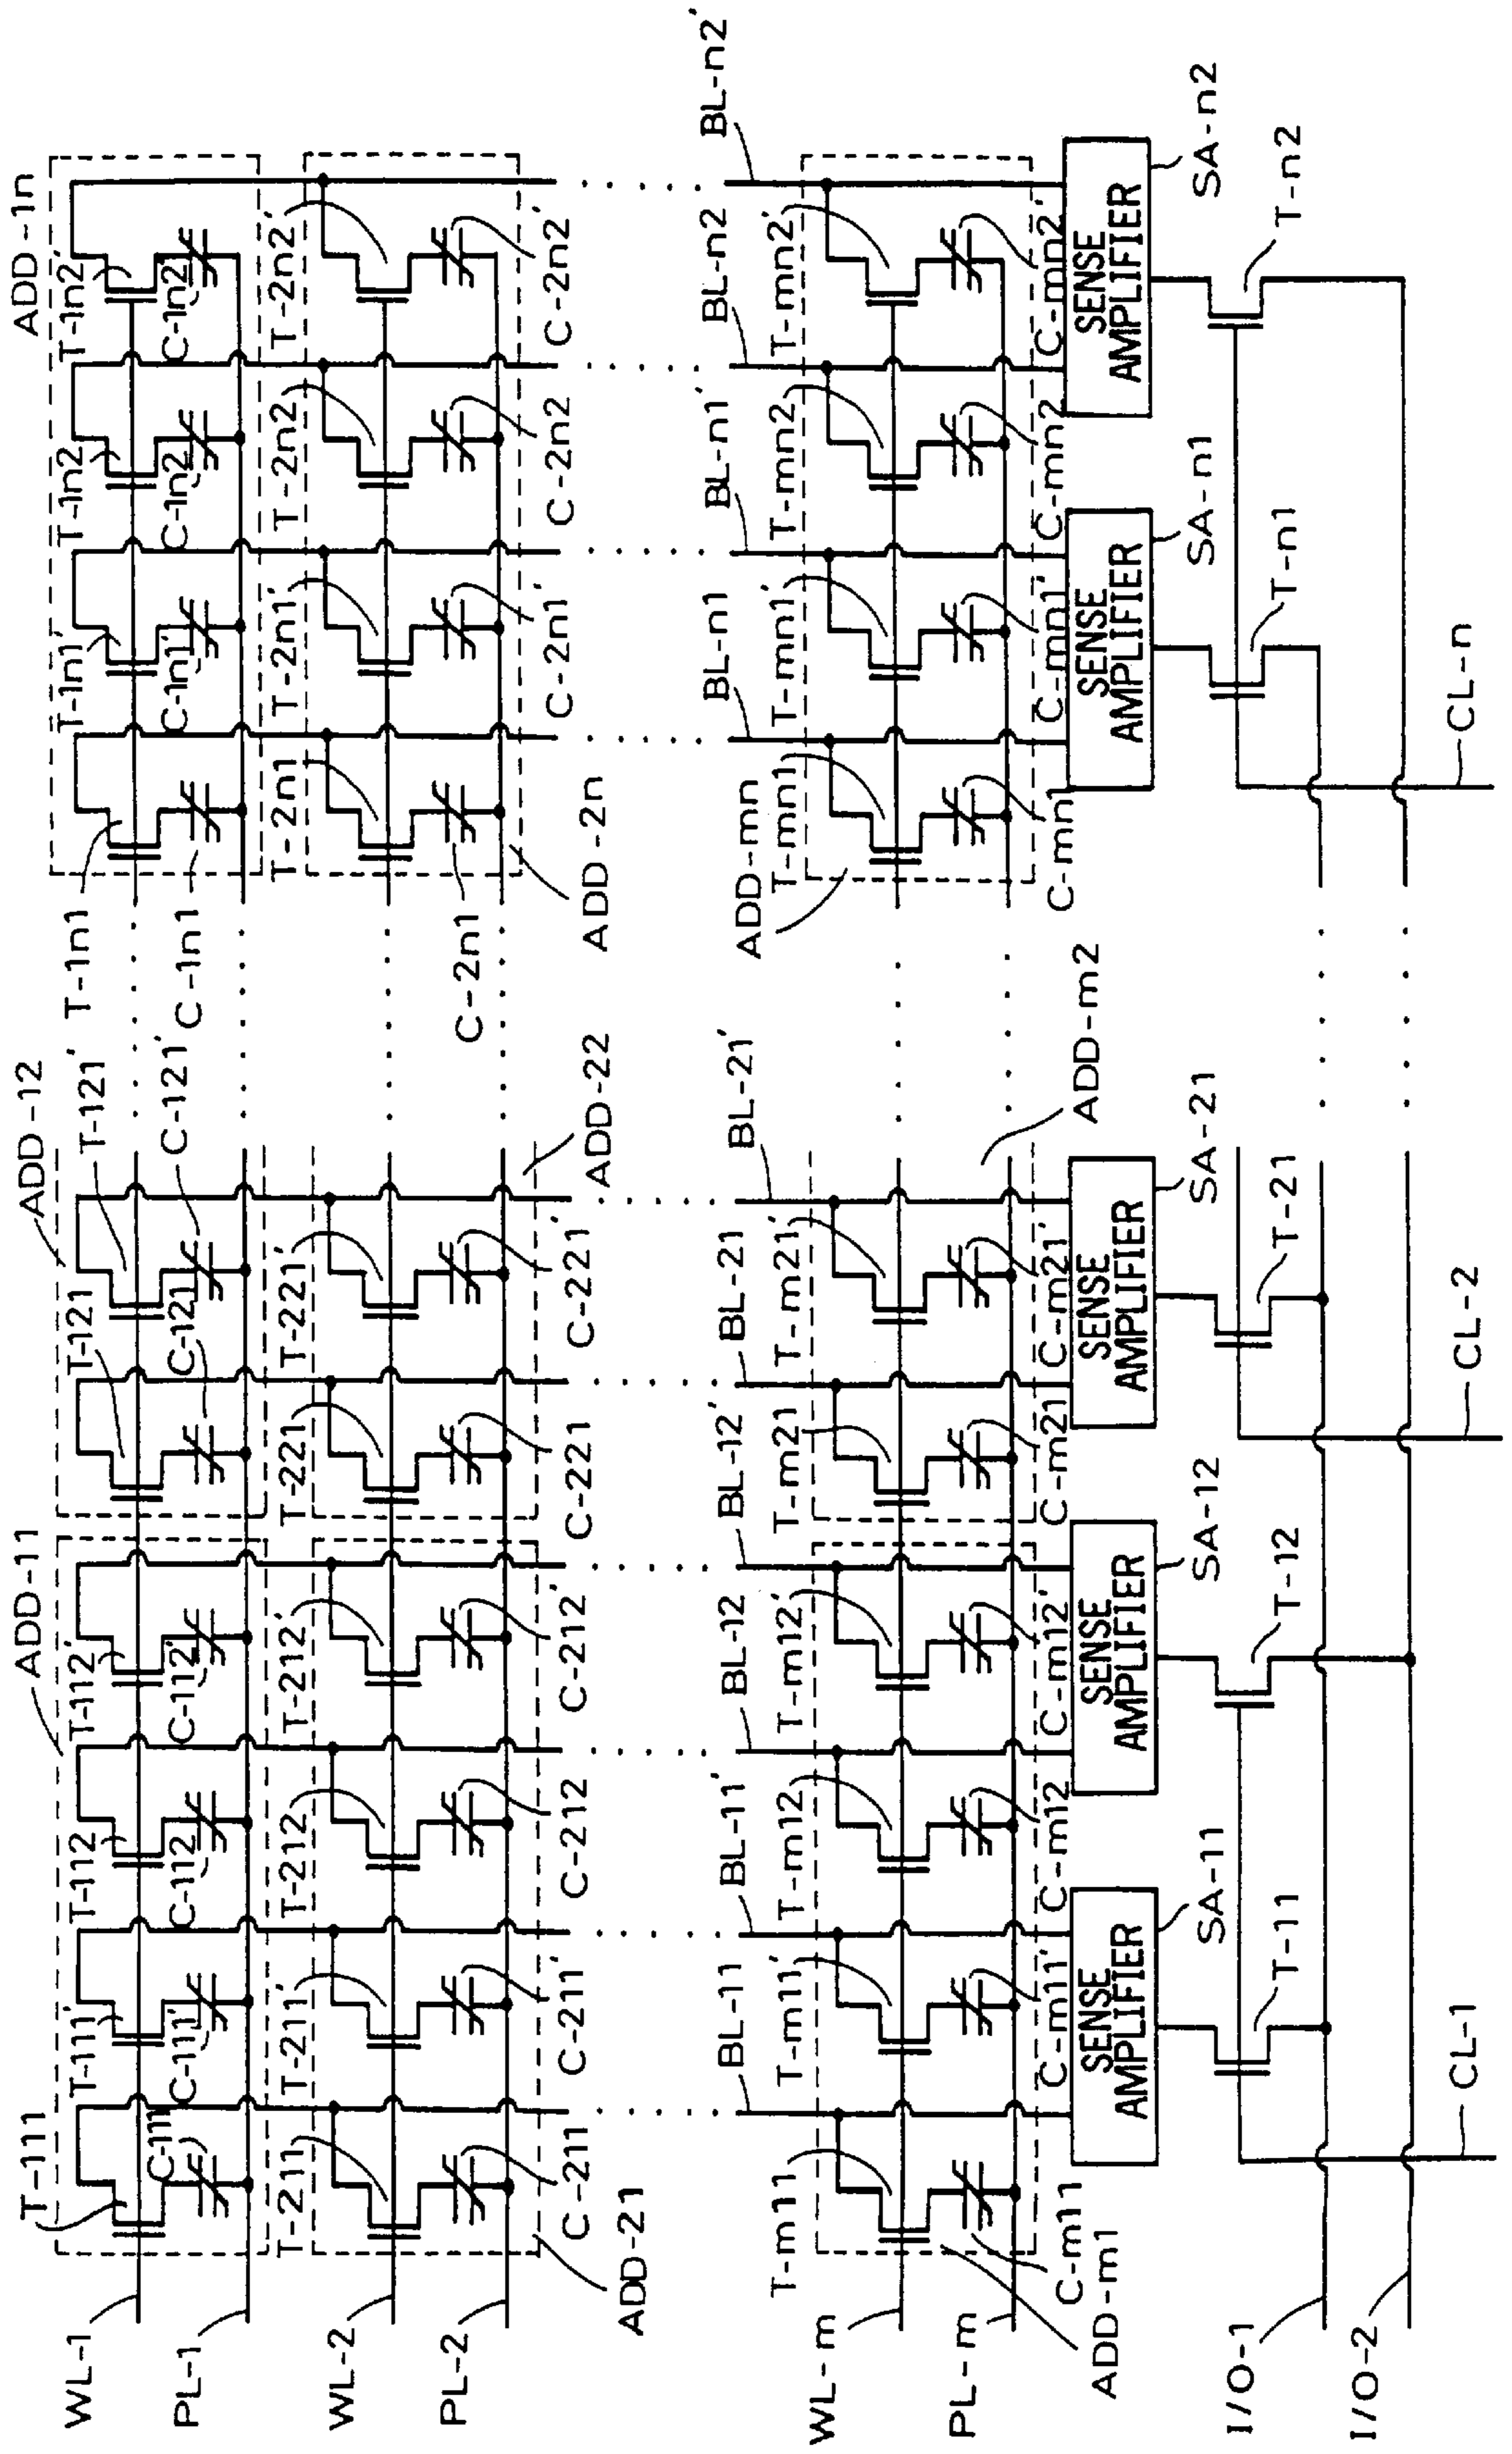 ADD-11
ADD-12
ADD-1n
T-111
T-111'
T-112
T-112'
T-121
T-121'
T-1n1
T-1n1'
T-1n2
T-1n2'
WL-1
C-111
C-111'
C-112
C-112'
C-121
C-121'
C-1n1
C-1n1'
C-1n2
C-1n2'
PL-1
T-211
T-211'
T-212
T-212'
T-221
T-221'
T-2n1
T-2n1'
T-2n2
T-2n2'
WL-2
PL-2
C-211
C-211'
C-212
C-212'
C-221
C-221'
C-2n1
C-2n1'
C-2n2
C-2n2'
ADD-21
ADD-22
ADD-2n
BL-11
BL-11'
BL-12
BL-12'
BL-21
BL-21'
BL-n1
BL-n1'
BL-n2
BL-n2'
ADD-mn
T-m11
T-m11'
T-m12
T-m12'
T-m21
T-m21'
T-mn1
T-mn1'
T-mn2
T-mn2'
WL-m
PL-m
C-m11
C-m11'
C-m12
C-m12'
C-m21
C-m21'
C-mn1
C-mn1'
C-mn2
C-mn2'
ADD-m1
ADD-m2
SENSE
AMPLIFIER
SENSE
AMPLIFIER
SENSE
AMPLIFIER
SENSE
AMPLIFIER
SENSE
AMPLIFIER
SA-11
SA-12
SA-21
SA-n1
SA-n2
T-11
T-12
T-21
T-n1
T-n2
I/O-1
I/O-2
CL-1
CL-2
CL-n